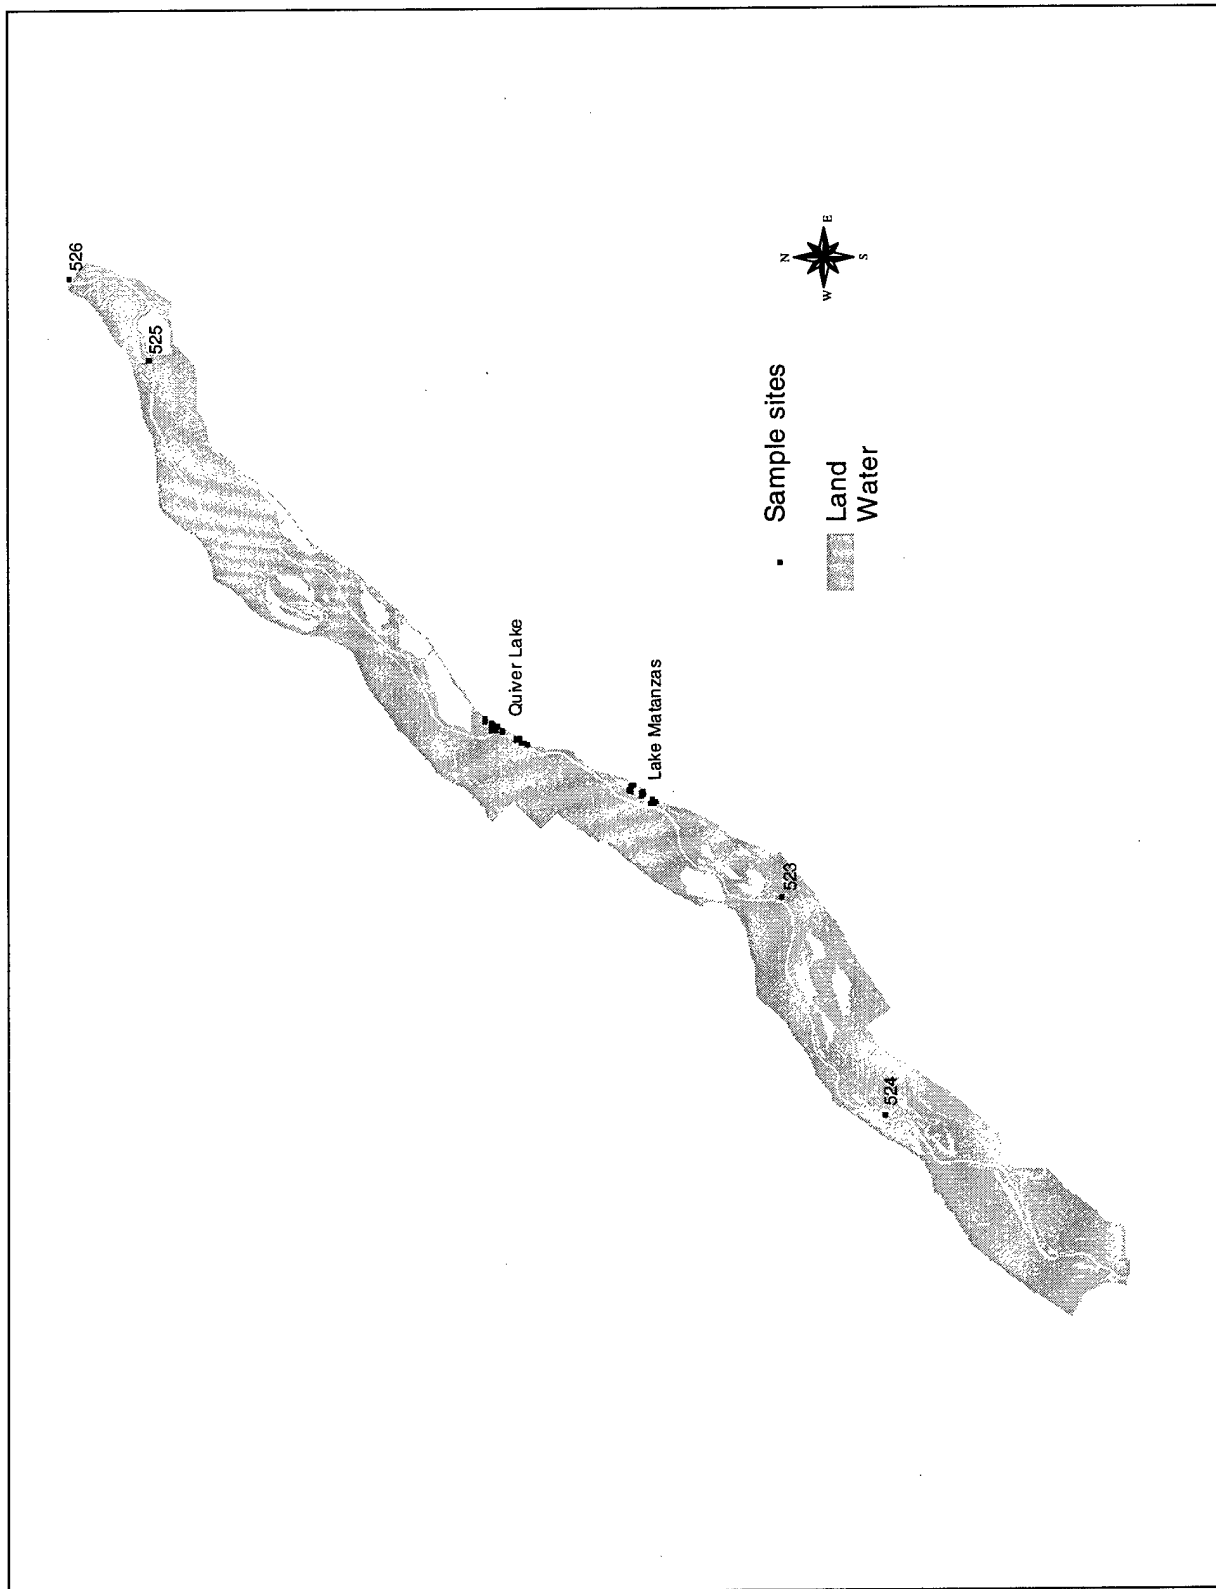 526
525
Quiver Lake
Lake Matanzas
523
524
Sample sites
Land
Water
N
E
S
W